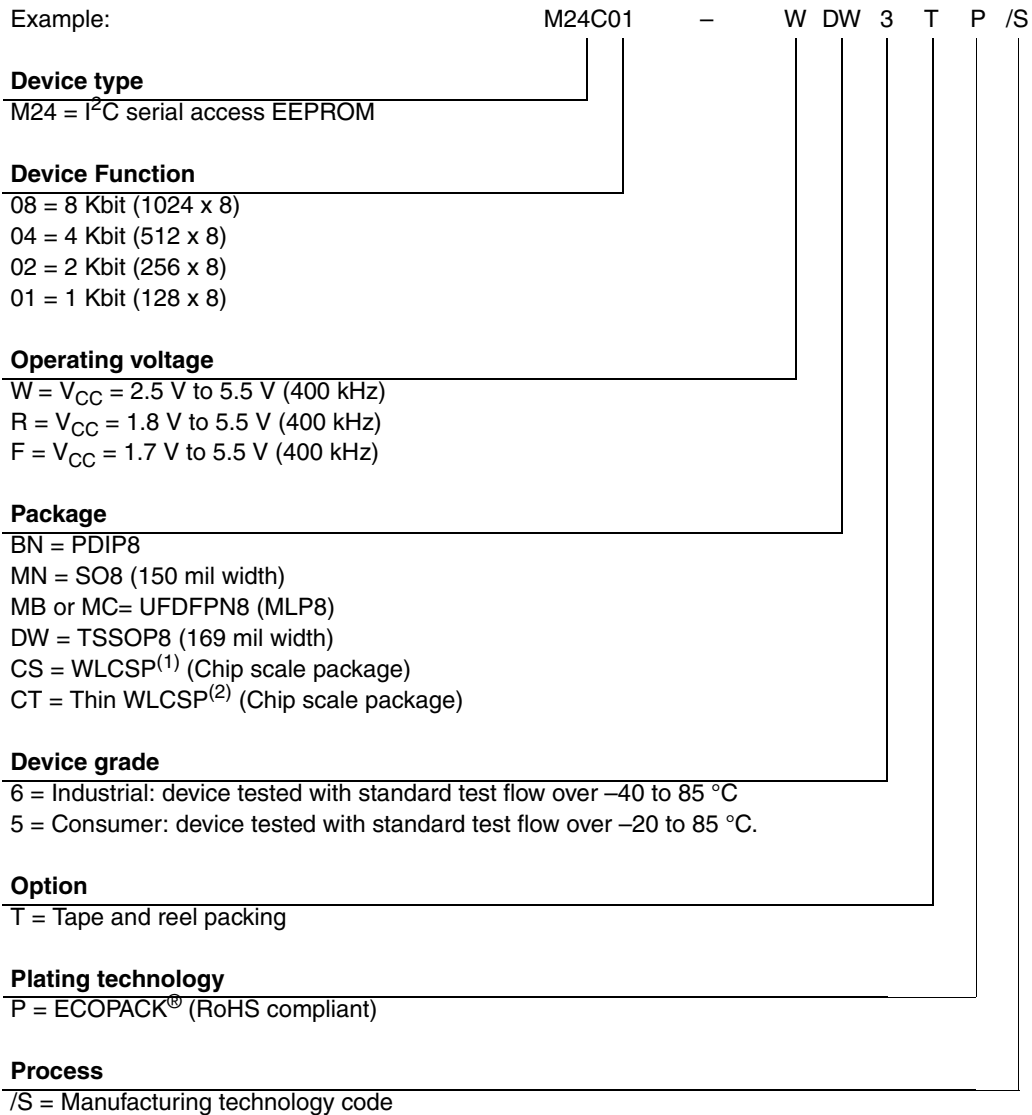 Example: M24C01 – W DW 3 T P /S
Device type
M24 = I²C serial access EEPROM
Device Function
08 = 8 Kbit (1024 x 8)
04 = 4 Kbit (512 x 8)
02 = 2 Kbit (256 x 8)
01 = 1 Kbit (128 x 8)
Operating voltage
W = VCC = 2.5 V to 5.5 V (400 kHz)
R = VCC = 1.8 V to 5.5 V (400 kHz)
F = VCC = 1.7 V to 5.5 V (400 kHz)
Package
BN = PDIP8
MN = SO8 (150 mil width)
MB or MC= UFDFPN8 (MLP8)
DW = TSSOP8 (169 mil width)
CS = WLCSP(1) (Chip scale package)
CT = Thin WLCSP(2) (Chip scale package)
Device grade
6 = Industrial: device tested with standard test flow over –40 to 85 °C
5 = Consumer: device tested with standard test flow over –20 to 85 °C.
Option
T = Tape and reel packing
Plating technology
P = ECOPACK® (RoHS compliant)
Process
/S = Manufacturing technology code